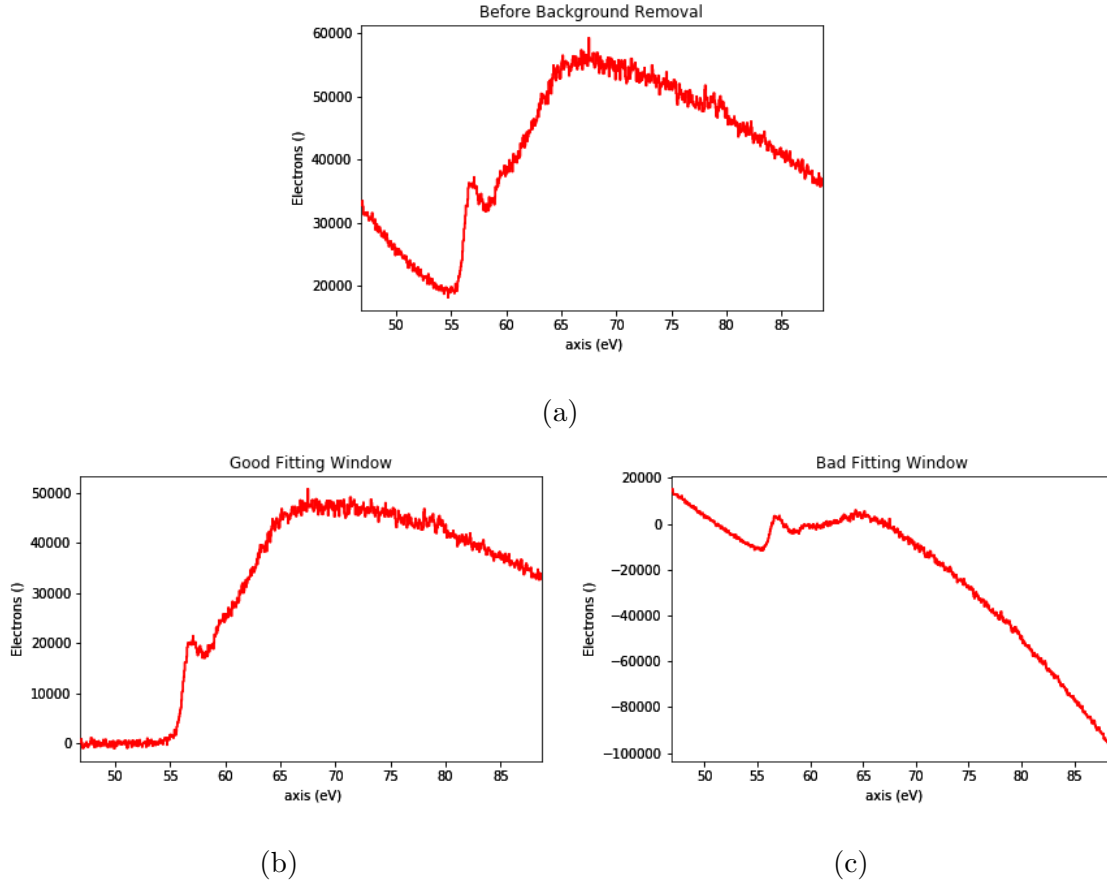 Before Background Removal
60000
50000
40000
30000
20000
Electrons ()
50 55 60 65 70 75 80 85
axis (eV)
(a)
Good Fitting Window
50000
40000
30000
20000
10000
0
Electrons ()
50 55 60 65 70 75 80 85
axis (eV)
(b)
Bad Fitting Window
20000
0
−20000
−40000
−60000
−80000
−100000
Electrons ()
50 55 60 65 70 75 80 85
axis (eV)
(c)